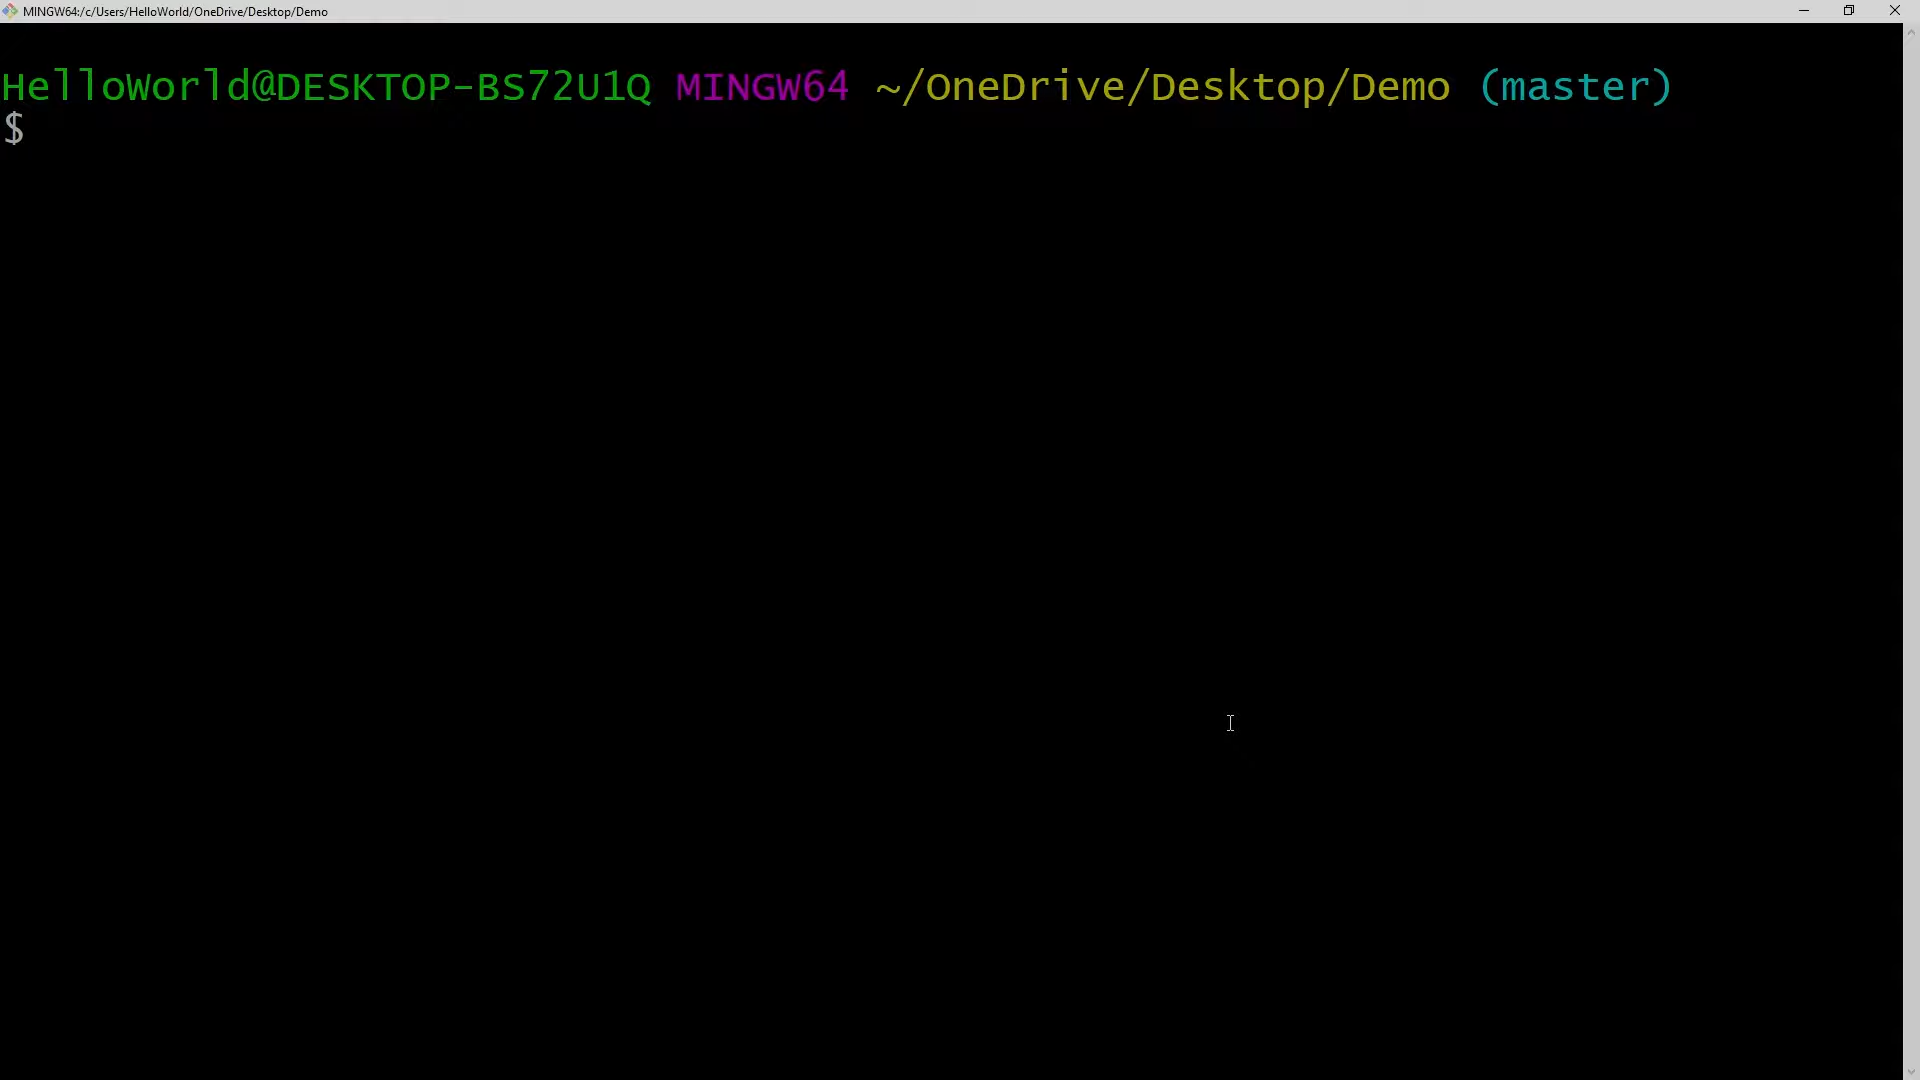 MINGW64:/c/Users/HelloWorld/OneDrive/Desktop/Demo
HelloWorld@DESKTOP-BS72U1Q MINGW64 ~/OneDrive/Desktop/Demo (master)
$